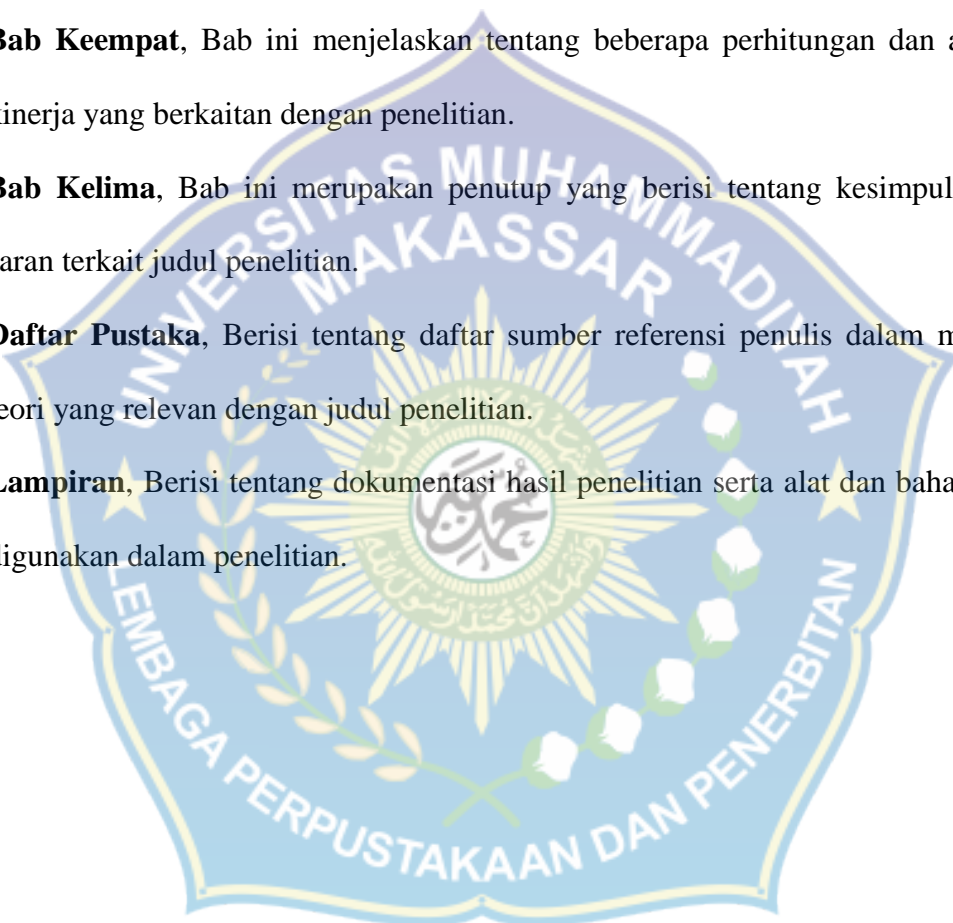 Bab Keempat, Bab ini menjelaskan tentang beberapa perhitungan dan a
kinerja yang berkaitan dengan penelitian.
Bab Kelima, Bab ini merupakan penutup yang berisi tentang kesimpul
aran terkait judul penelitian.
Daftar Pustaka, Berisi tentang daftar sumber referensi penulis dalam m
eori yang relevan dengan judul penelitian.
Lampiran, Berisi tentang dokumentasi hasil penelitian serta alat dan baha
digunakan dalam penelitian.
UNIVERSITAS MUHAMMADIYAH
MAKASSAR
محمدية
LEMBAGA PERPUSTAKAAN DAN PENERBITAN